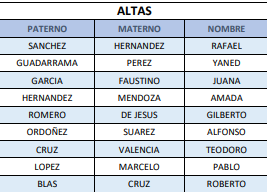 ALTAS
PATERNO MATERNO NOMBRE
SANCHEZ HERNANDEZ RAFAEL
GUADARRAMA PEREZ YANED
GARCIA FAUSTINO JUANA
HERNANDEZ MENDOZA AMADA
ROMERO DE JESUS GILBERTO
ORDOÑEZ SUAREZ ALFONSO
CRUZ VALENCIA TEODORO
LOPEZ MARCELO PABLO
BLAS CRUZ ROBERTO